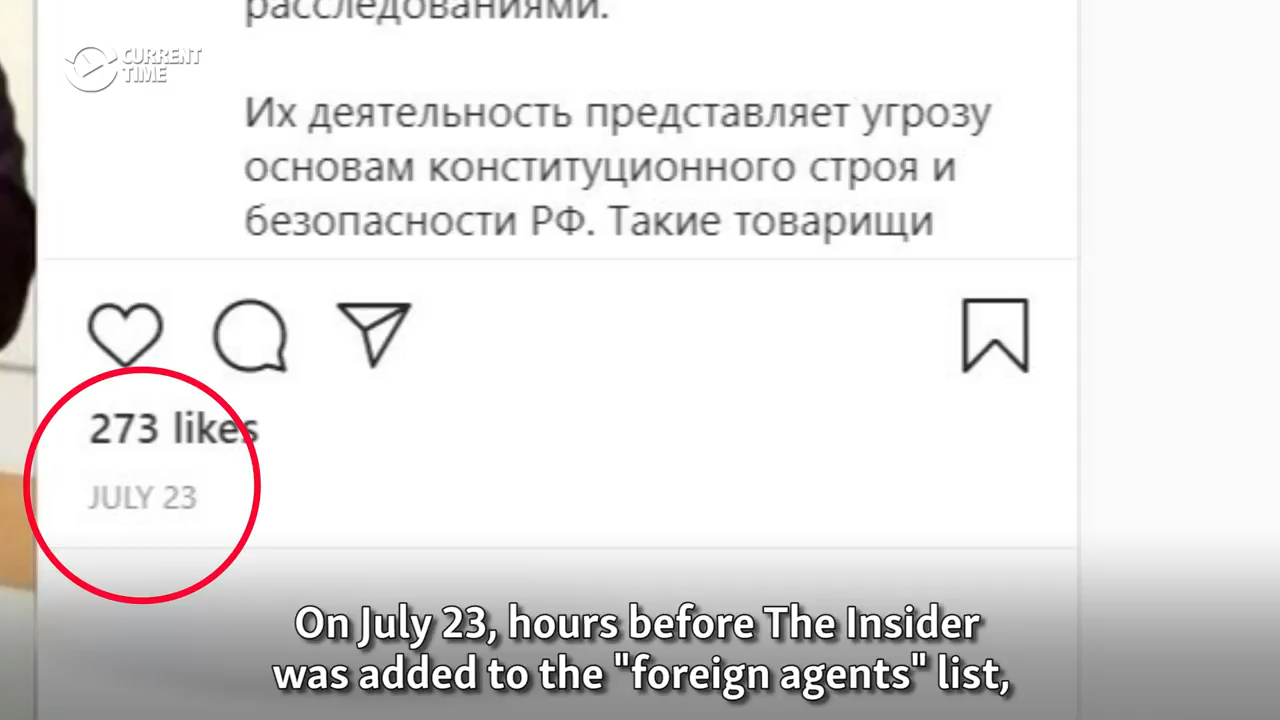 расследованиями.
CURRENT
TIME
Их деятельность представляет угрозу
основам конституционного строя и
безопасности РФ. Такие товарищи
273 likes
JULY 23
On July 23, hours before The Insider
was added to the "foreign agents" list,